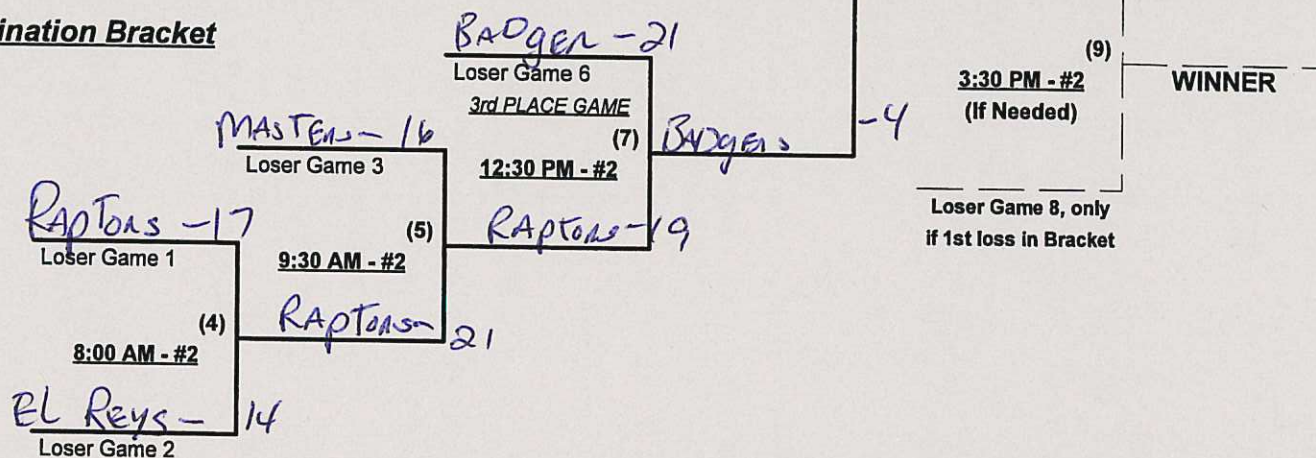 ination Bracket
BADgER - 21
Loser Game 6
3rd PLACE GAME
(7)
12:30 PM - #2
MASTERS - 16
Loser Game 3
(5)
9:30 AM - #2
RAPTORS - 17
Loser Game 1
(4)
8:00 AM - #2
EL REYS - 14
Loser Game 2
RAPTORS - 21
RAPTORS - 19
BADgERS - 4
(9)
3:30 PM - #2
(If Needed)
WINNER
Loser Game 8, only
if 1st loss in Bracket